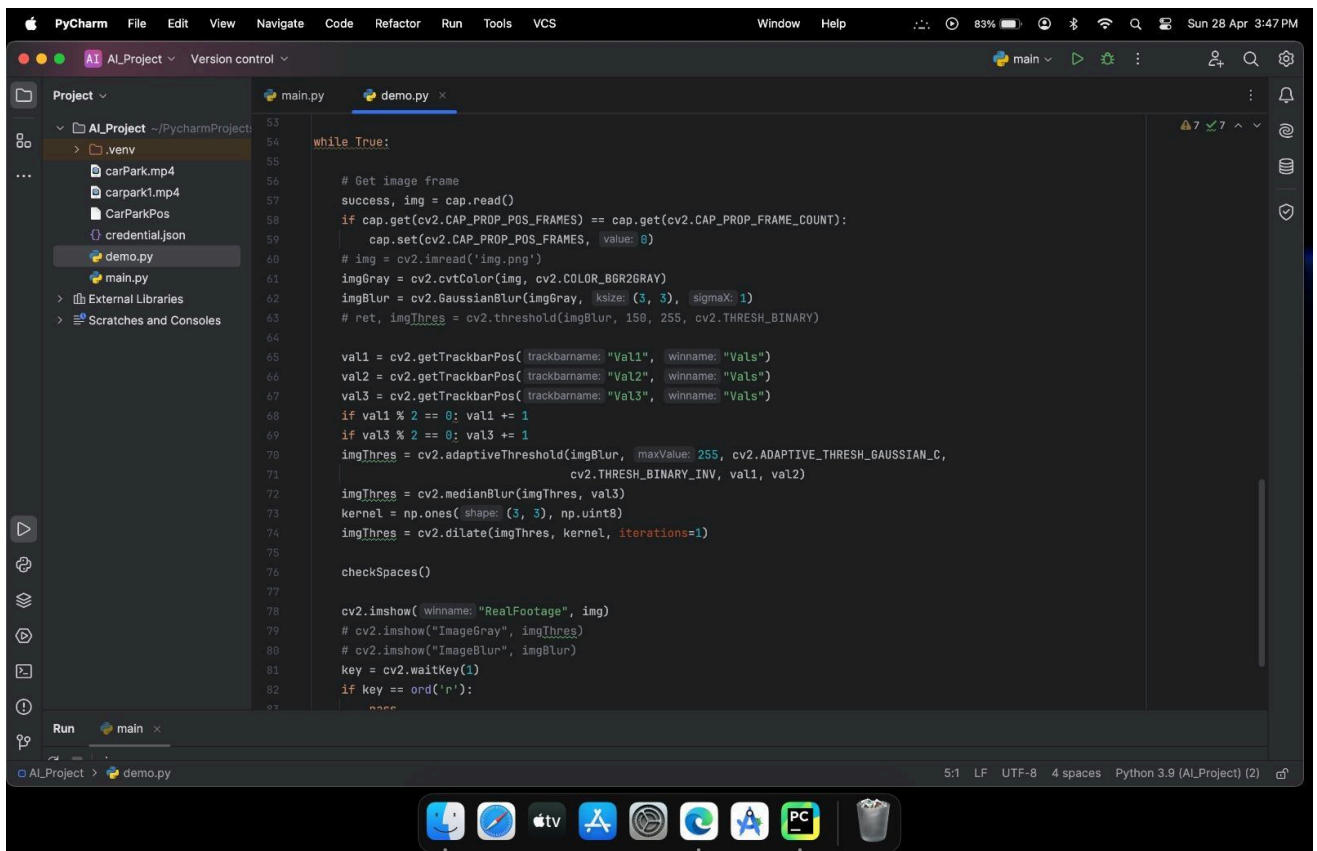 PyCharm File Edit View Navigate Code Refactor Run Tools VCS Window Help 83% Sun 28 Apr 3:47 PM
AI AI_Project Version control main
Project main.py demo.py
AI_Project ~/PycharmProject
.venv
carPark.mp4
carpark1.mp4
CarParkPos
{} credential.json
demo.py
main.py
External Libraries
Scratches and Consoles
7 7
53
54 while True:
55
56 # Get image frame
57 success, img = cap.read()
58 if cap.get(cv2.CAP_PROP_POS_FRAMES) == cap.get(cv2.CAP_PROP_FRAME_COUNT):
59 cap.set(cv2.CAP_PROP_POS_FRAMES, value: 0)
60 # img = cv2.imread('img.png')
61 imgGray = cv2.cvtColor(img, cv2.COLOR_BGR2GRAY)
62 imgBlur = cv2.GaussianBlur(imgGray, ksize: (3, 3), sigmaX: 1)
63 # ret, imgThres = cv2.threshold(imgBlur, 150, 255, cv2.THRESH_BINARY)
64
65 val1 = cv2.getTrackbarPos( trackbarname: "Val1", winname: "Vals")
66 val2 = cv2.getTrackbarPos( trackbarname: "Val2", winname: "Vals")
67 val3 = cv2.getTrackbarPos( trackbarname: "Val3", winname: "Vals")
68 if val1 % 2 == 0: val1 += 1
69 if val3 % 2 == 0: val3 += 1
70 imgThres = cv2.adaptiveThreshold(imgBlur, maxValue: 255, cv2.ADAPTIVE_THRESH_GAUSSIAN_C,
71 cv2.THRESH_BINARY_INV, val1, val2)
72 imgThres = cv2.medianBlur(imgThres, val3)
73 kernel = np.ones( shape: (3, 3), np.uint8)
74 imgThres = cv2.dilate(imgThres, kernel, iterations=1)
75
76 checkSpaces()
77
78 cv2.imshow( winname: "RealFootage", img)
79 # cv2.imshow("ImageGray", imgThres)
80 # cv2.imshow("ImageBlur", imgBlur)
81 key = cv2.waitKey(1)
82 if key == ord('r'):
83 pass
Run main
AI_Project > demo.py 5:1 LF UTF-8 4 spaces Python 3.9 (AI_Project) (2)
tv PC